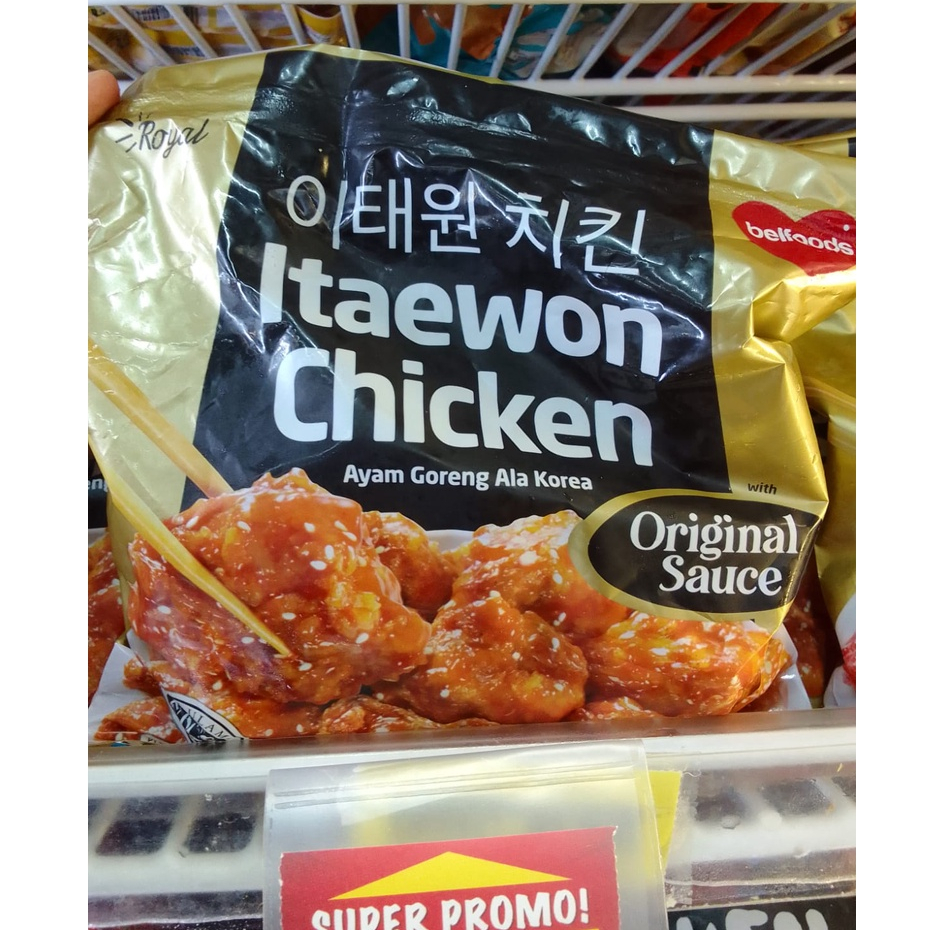 Royal
이태원 치킨
belfoods
Itaewon
Chicken
Ayam Goreng Ala Korea
with
Original
Sauce
SUPER PROMO!